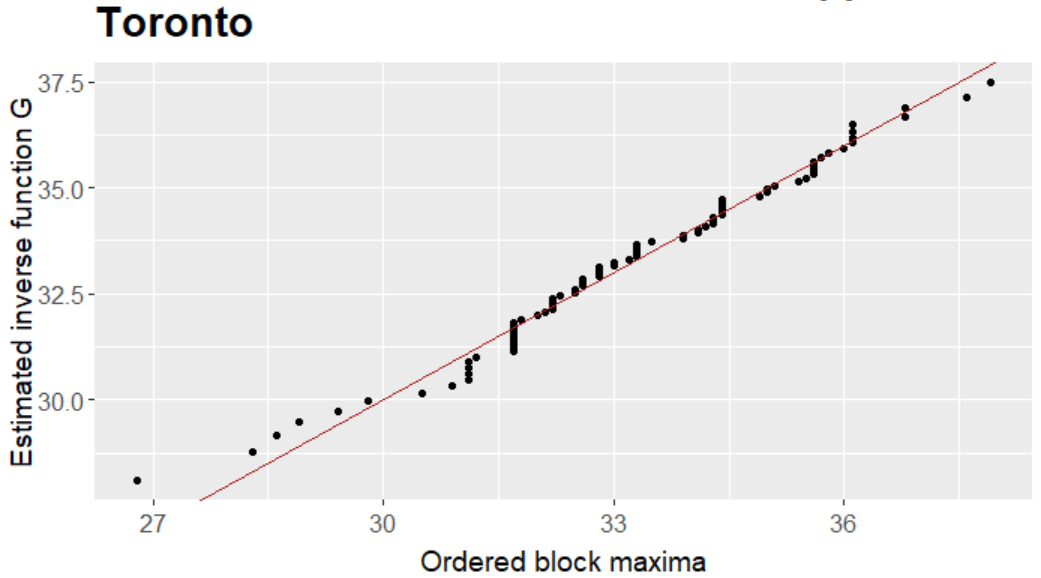 Toronto
Estimated inverse function G
37.5
35.0
32.5
30.0
27
30
33
36
Ordered block maxima